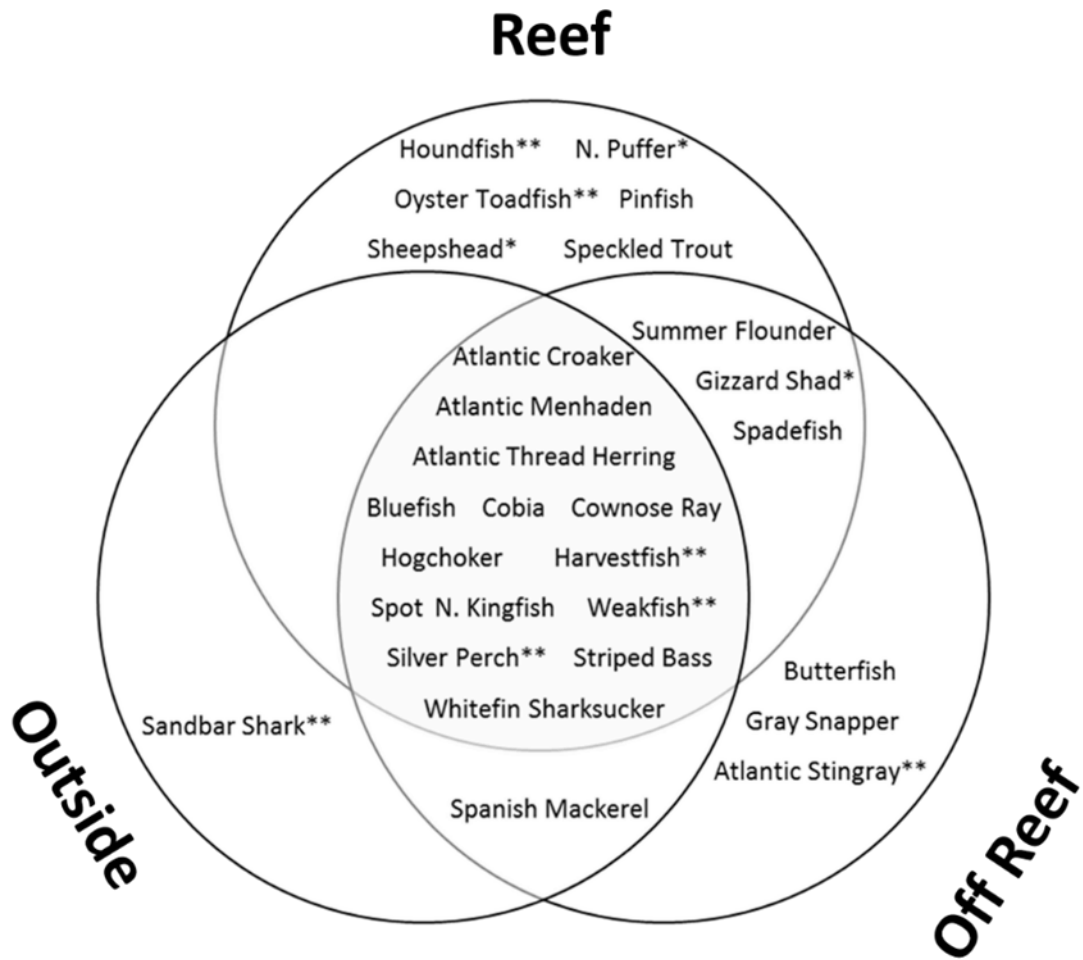 Reef
Houndfish** N. Puffer*
Oyster Toadfish** Pinfish
Sheepshead* Speckled Trout
Summer Flounder
Atlantic Croaker
Gizzard Shad*
Atlantic Menhaden
Spadefish
Atlantic Thread Herring
Bluefish Cobia Cownose Ray
Hogchoker Harvestfish**
Spot N. Kingfish Weakfish**
Silver Perch** Striped Bass
Butterfish
Whitefin Sharksucker
Gray Snapper
Sandbar Shark**
Atlantic Stingray**
Spanish Mackerel
Outside
Off Reef